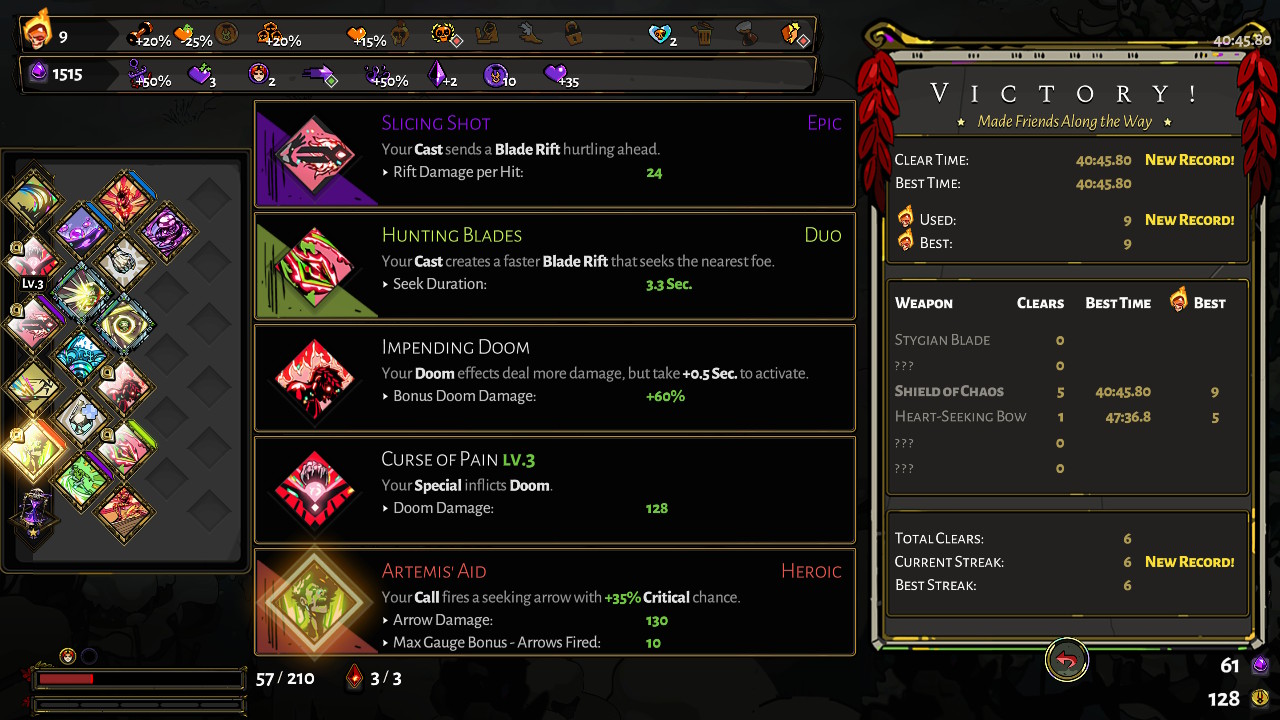 9
+20%
-25%
+20%
+15%
2
1515
+50%
3
2
+50%
+2
10
+35
Lv.3
Slicing Shot
Epic
Your Cast sends a Blade Rift hurtling ahead.
Rift Damage per Hit: 24
Hunting Blades
Duo
Your Cast creates a faster Blade Rift that seeks the nearest foe.
Seek Duration: 3.3 Sec.
Impending Doom
Your Doom effects deal more damage, but take +0.5 Sec. to activate.
Bonus Doom Damage: +60%
Curse of Pain Lv.3
Your Special inflicts Doom.
Doom Damage: 128
Artemis' Aid
Heroic
Your Call fires a seeking arrow with +35% Critical chance.
Arrow Damage: 130
Max Gauge Bonus - Arrows Fired: 10
57 / 210
3 / 3
40:45.80
Victory!
Made Friends Along the Way
Clear Time: 40:45.80 New Record!
Best Time: 40:45.80
Used: 9 New Record!
Best: 9
Weapon Clears Best Time Best
Stygian Blade 0
??? 0
Shield of Chaos 5 40:45.80 9
Heart-Seeking Bow 1 47:36.8 5
??? 0
??? 0
Total Clears: 6
Current Streak: 6 New Record!
Best Streak: 6
61
128